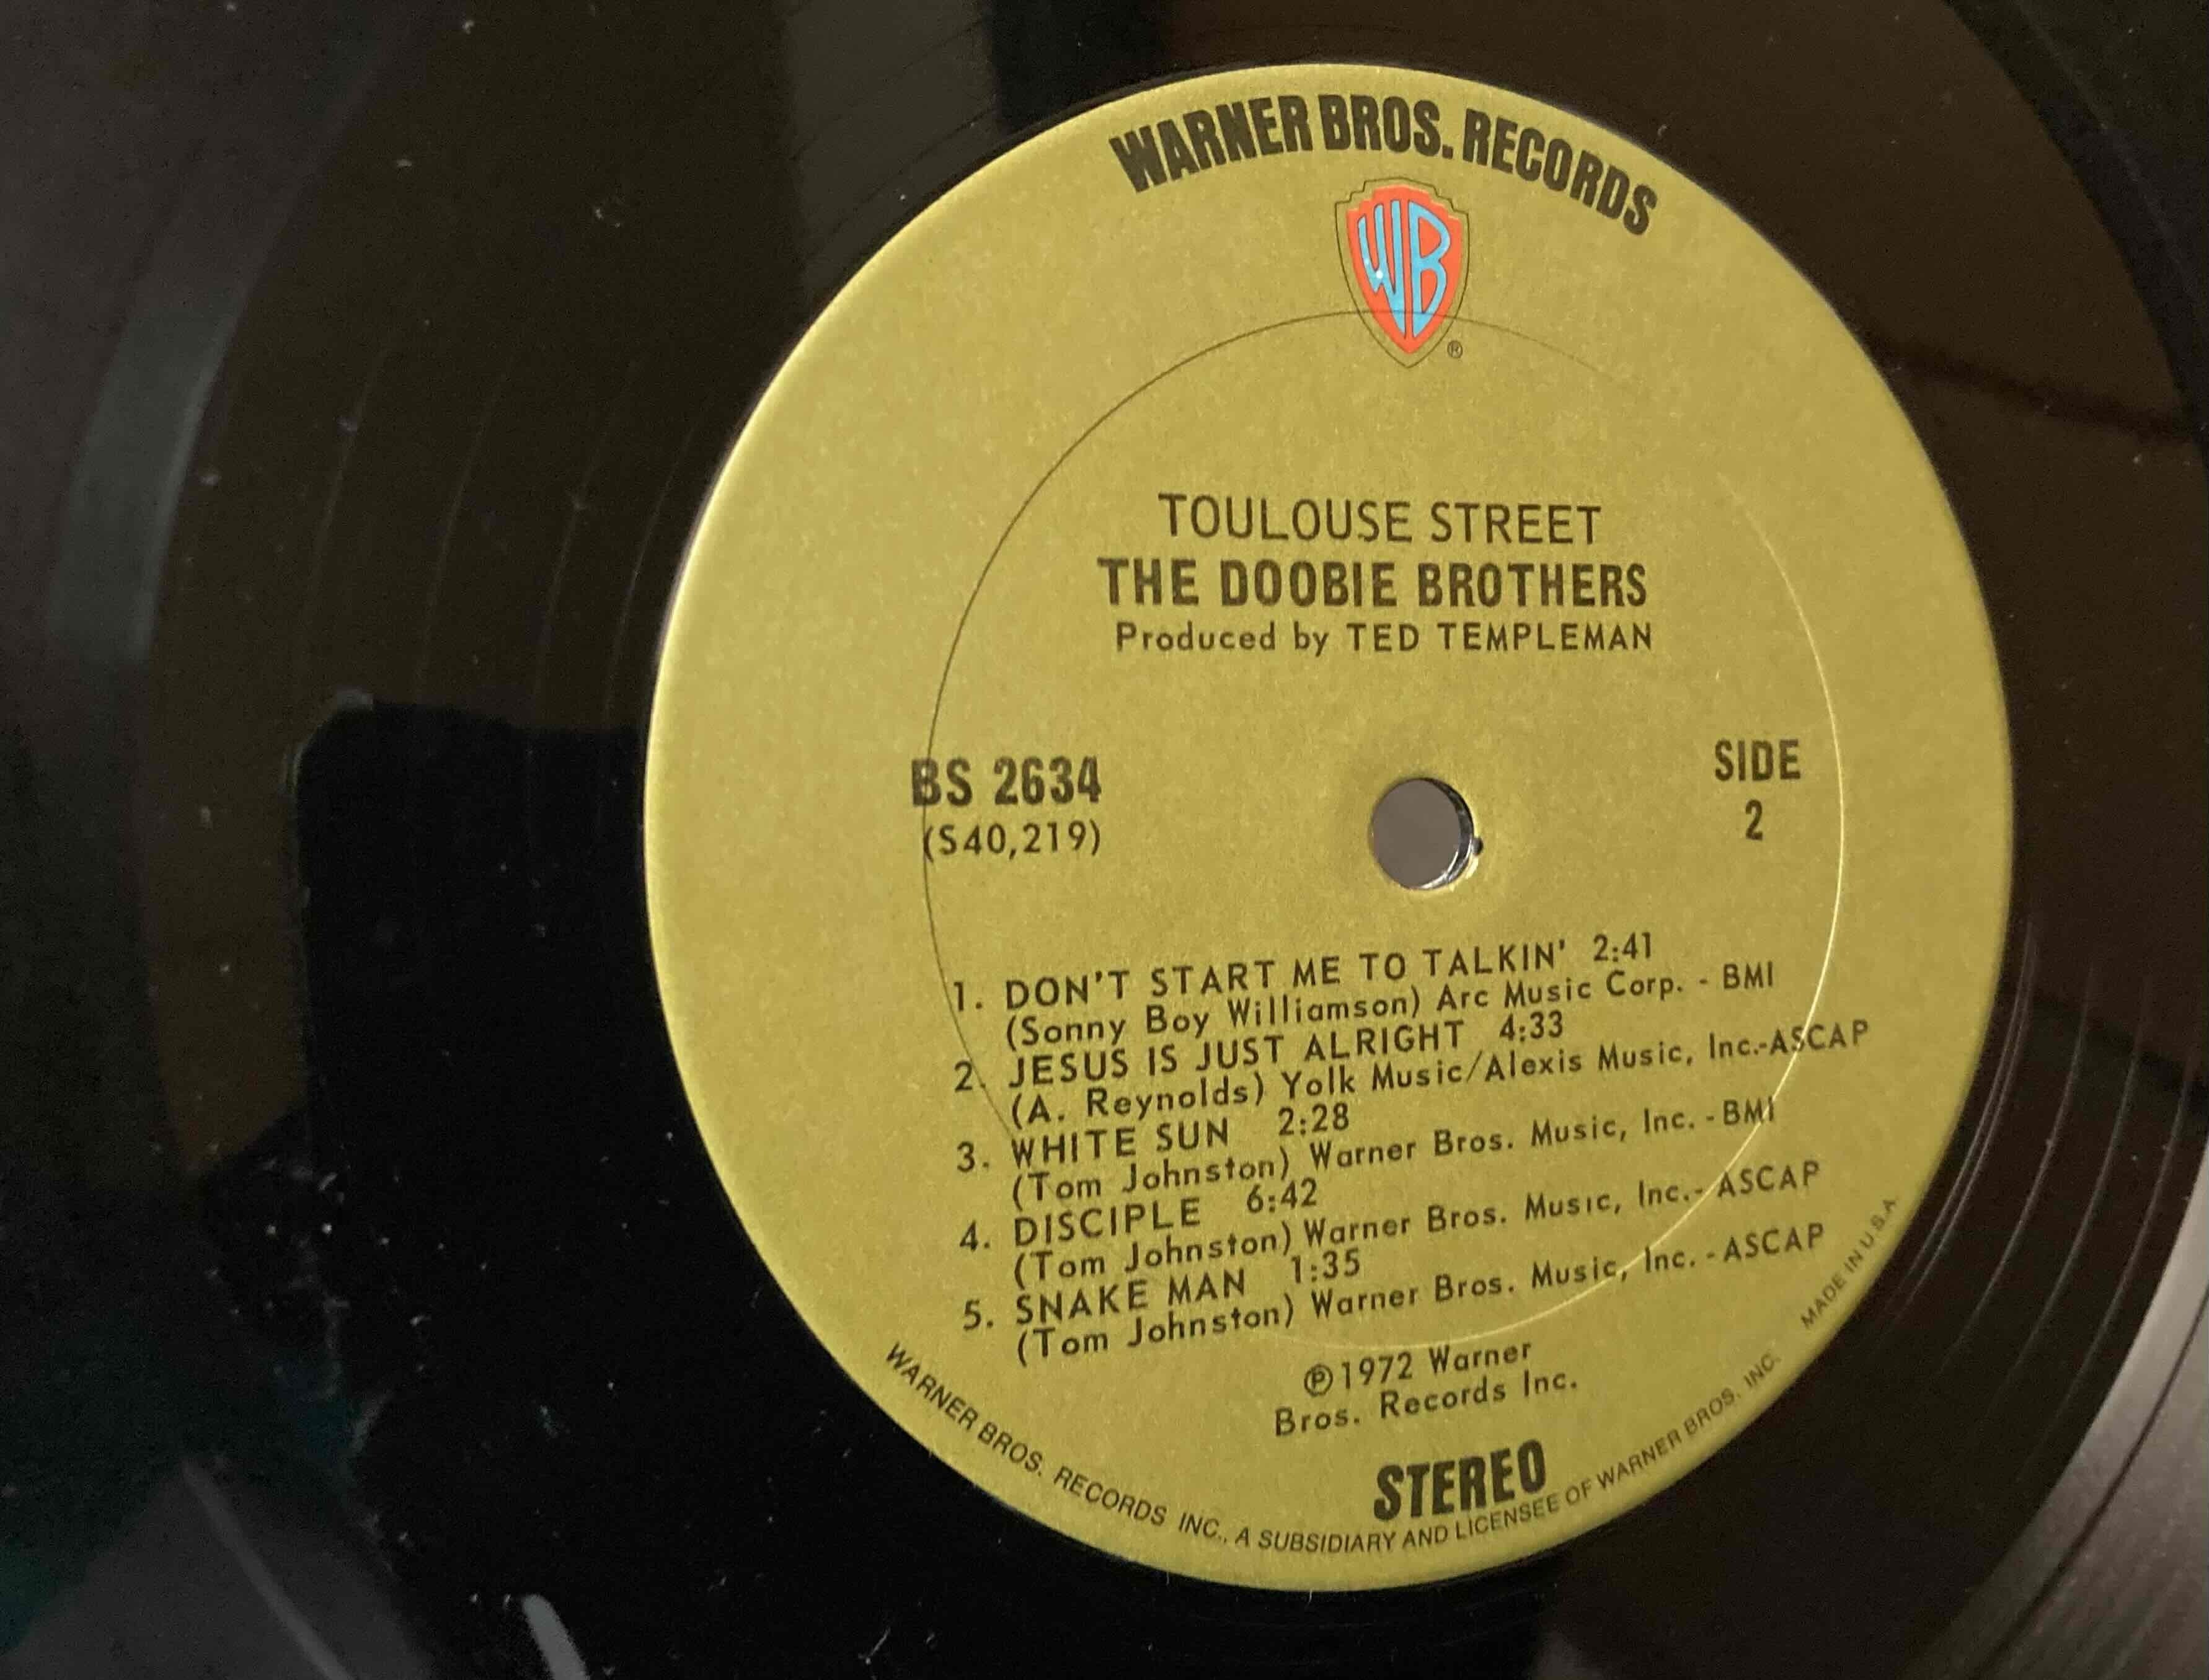 WARNER BROS. RECORDS
WB
®
TOULOUSE STREET
THE DOOBIE BROTHERS
Produced by TED TEMPLEMAN
BS 2634
(S40,219)
SIDE
2
1. DON'T START ME TO TALKIN' 2:41
(Sonny Boy Williamson) Arc Music Corp. - BMI
2. JESUS IS JUST ALRIGHT 4:33
(A. Reynolds) Yolk Music/Alexis Music, Inc.-ASCAP
3. WHITE SUN 2:28
(Tom Johnston) Warner Bros. Music, Inc. - BMI
4. DISCIPLE 6:42
(Tom Johnston) Warner Bros. Music, Inc.- ASCAP
5. SNAKE MAN 1:35
(Tom Johnston) Warner Bros. Music, Inc. - ASCAP
℗1972 Warner
Bros. Records Inc.
STEREO
WARNER BROS. RECORDS INC., A SUBSIDIARY AND LICENSEE OF WARNER BROS. INC. MADE IN U.S.A.